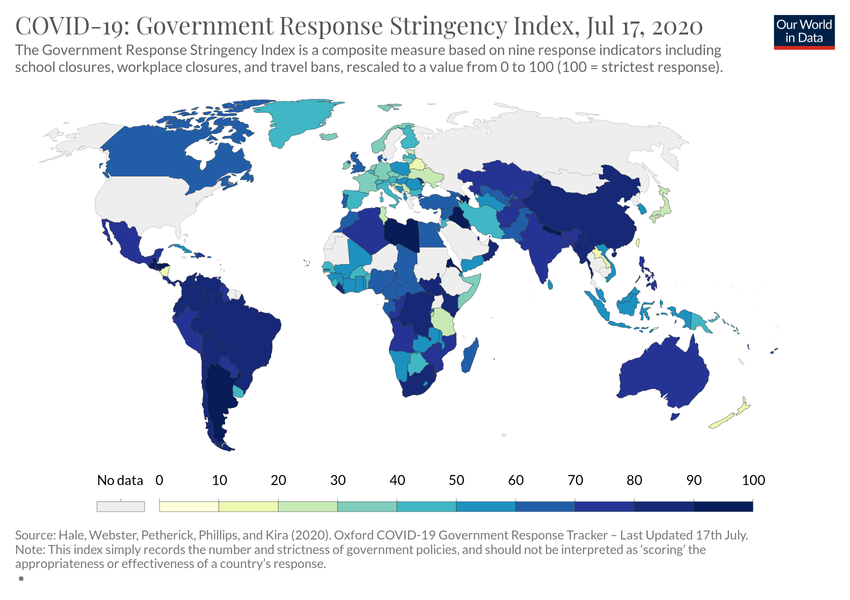 COVID-19: Government Response Stringency Index, Jul 17, 2020
Our World
in Data
The Government Response Stringency Index is a composite measure based on nine response indicators including
school closures, workplace closures, and travel bans, rescaled to a value from 0 to 100 (100 = strictest response).
No data 0 10 20 30 40 50 60 70 80 90 100
Source: Hale, Webster, Petherick, Phillips, and Kira (2020). Oxford COVID-19 Government Response Tracker – Last Updated 17th July.
Note: This index simply records the number and strictness of government policies, and should not be interpreted as ‘scoring’ the
appropriateness or effectiveness of a country's response.